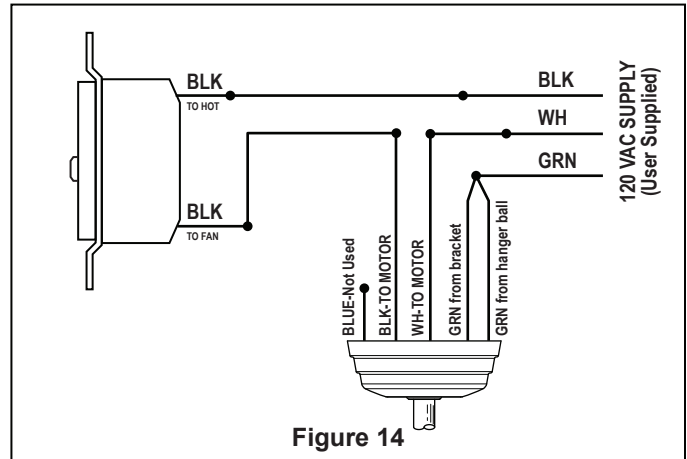 BLK
TO HOT
BLK
TO FAN
BLK
WH
GRN
120 VAC SUPPLY
(User Supplied)
BLUE-Not Used
BLK-TO MOTOR
WH-TO MOTOR
GRN from bracket
GRN from hanger ball
Figure 14